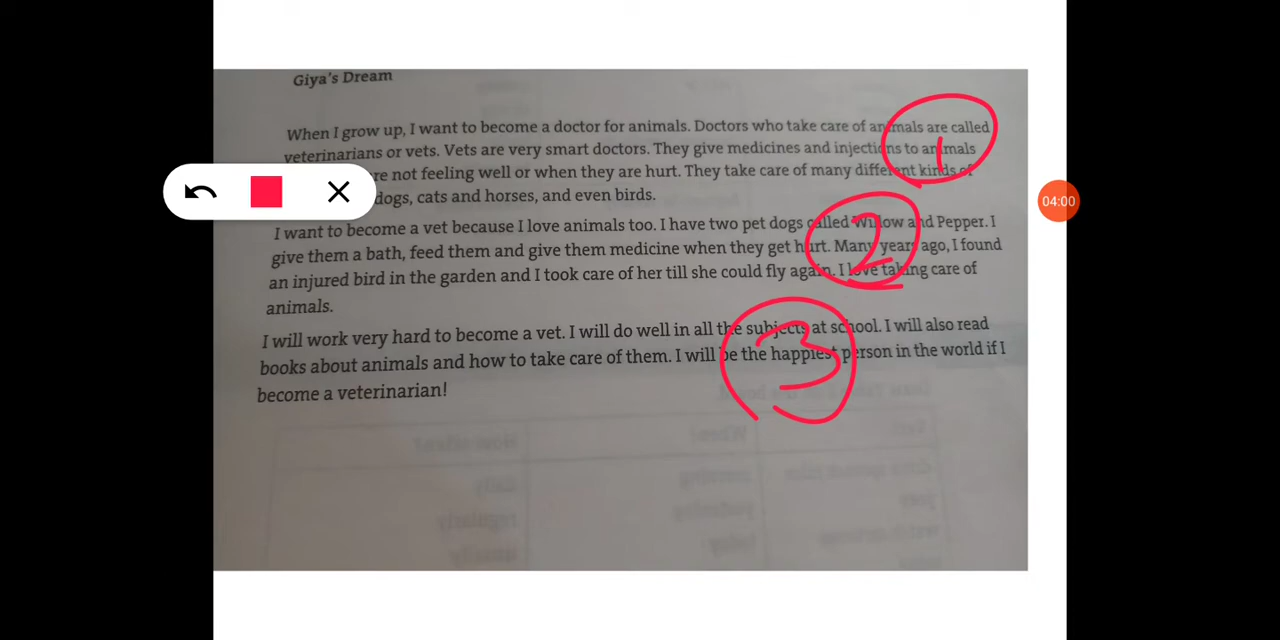 Giya's Dream
When I grow up, I want to become a doctor for animals. Doctors who take care of animals are called
veterinarians or vets. Vets are very smart doctors. They give medicines and injections to animals
re not feeling well or when they are hurt. They take care of many different kinds of
dogs, cats and horses, and even birds.
I want to become a vet because I love animals too. I have two pet dogs called Willow and Pepper. I
give them a bath, feed them and give them medicine when they get hurt. Many years ago, I found
an injured bird in the garden and I took care of her till she could fly again. I love taking care of
animals.
I will work very hard to become a vet. I will do well in all the subjects at school. I will also read
books about animals and how to take care of them. I will be the happiest person in the world if I
become a veterinarian!
1
2
3
04:00